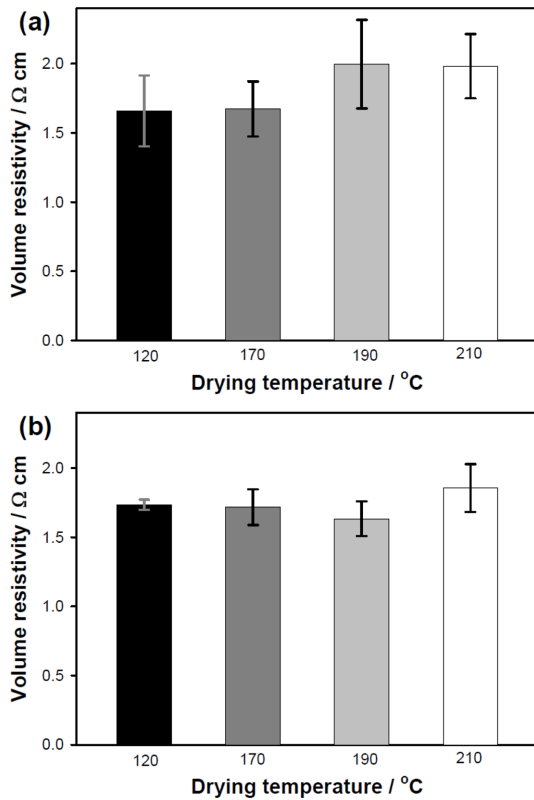 (a)
Volume resistivity / Ω cm
2.0
1.5
1.0
0.5
0.0
120 170 190 210
Drying temperature / °C
(b)
Volume resistivity / Ω cm
2.0
1.5
1.0
0.5
0.0
120 170 190 210
Drying temperature / °C